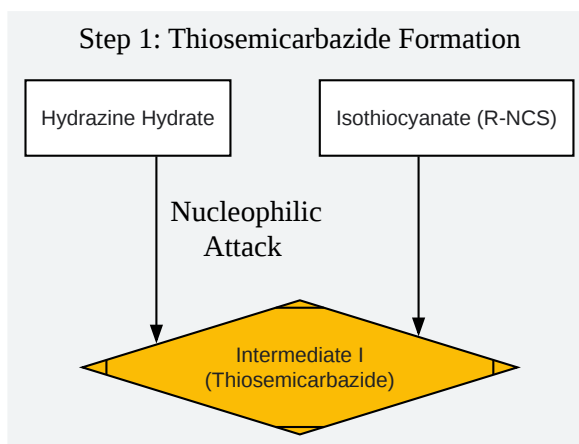 Step 1: Thiosemicarbazide Formation
Hydrazine Hydrate
Isothiocyanate (R-NCS)
Nucleophilic
Attack
Intermediate I
(Thiosemicarbazide)